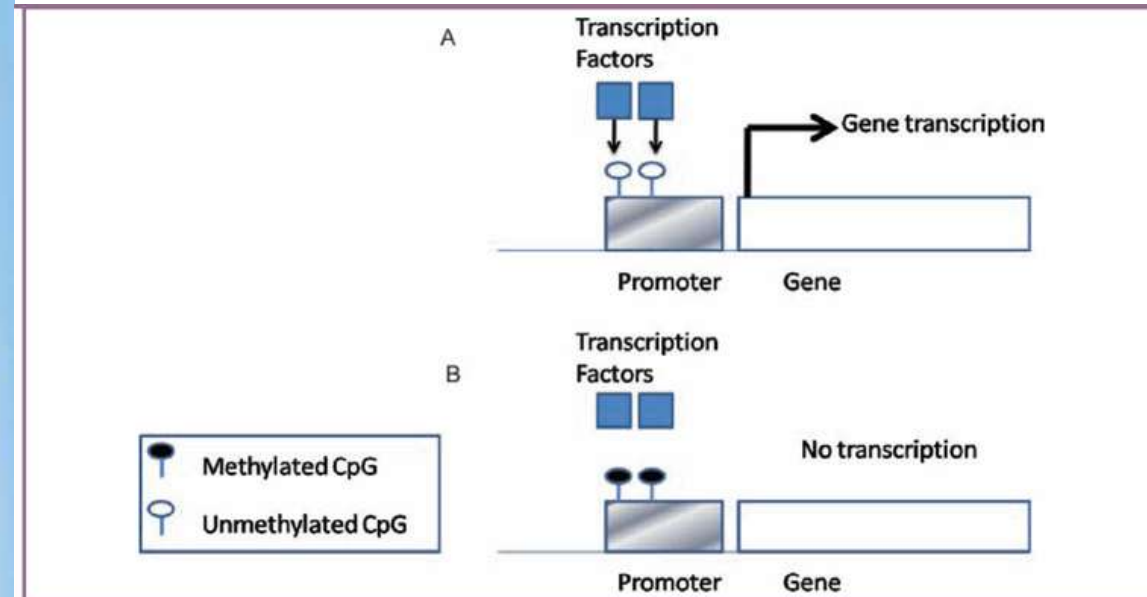 A
Transcription
Factors
Gene transcription
Promoter
Gene
B
Transcription
Factors
No transcription
Methylated CpG
Unmethylated CpG
Promoter
Gene